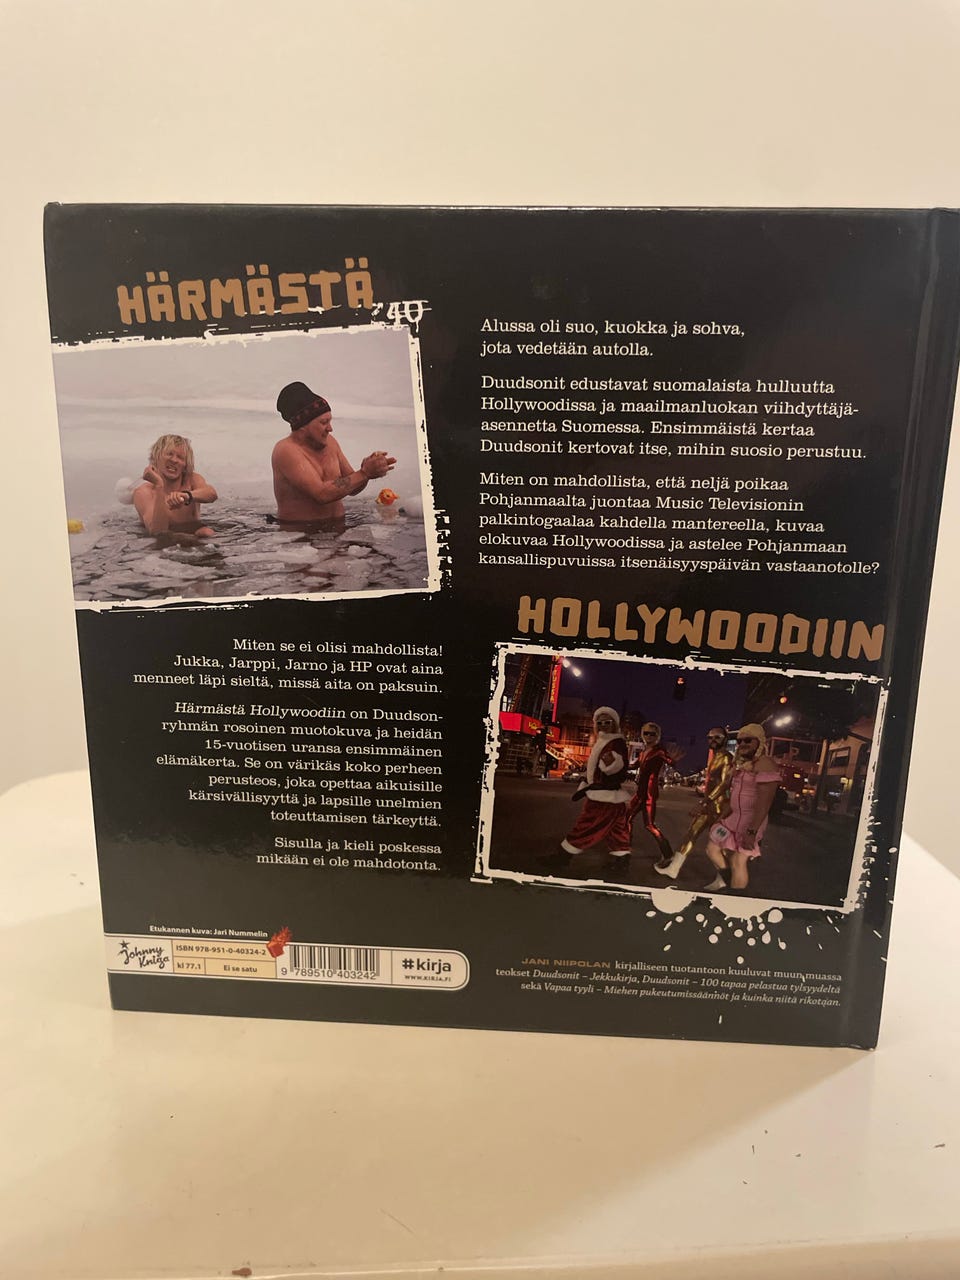 HÄRMÄSTÄ
Alussa oli suo, kuokka ja sohva,
jota vedetään autolla.
Duudsonit edustavat suomalaista hulluutta
Hollywoodissa ja maailmanluokan viihdyttäjä-
asennetta Suomessa. Ensimmäistä kertaa
Duudsonit kertovat itse, mihin suosio perustuu.
Miten on mahdollista, että neljä poikaa
Pohjanmaalta juontaa Music Televisionin
palkintogaalaa kahdella mantereella, kuvaa
elokuvaa Hollywoodissa ja astelee Pohjanmaan
kansallispuvuissa itsenäisyyspäivän vastaanotolle?
HOLLYWOODIIN
Miten se ei olisi mahdollista!
Jukka, Jarppi, Jarno ja HP ovat aina
menneet läpi sieltä, missä aita on paksuin.
Härmästä Hollywoodiin on Duudson-
ryhmän rosoinen muotokuva ja heidän
15-vuotisen uransa ensimmäinen
elämäkerta. Se on värikäs koko perheen
perusteos, joka opettaa aikuisille
kärsivällisyyttä ja lapsille unelmien
toteuttamisen tärkeyttä.
Sisulla ja kieli poskessa
mikään ei ole mahdotonta.
Etukannen kuva: Jari Nummelin
Johnny
Kniga
ISBN 978-951-0-40324-2
kl 77.1
Ei se satu
9 789510 403242
#kirja
WWW.KIRJA.FI
JANI NIIPOLAN kirjalliseen tuotantoon kuuluvat muun muassa
teokset Duudsonit – Jekkukirja, Duudsonit – 100 tapaa pelastua tylsyydeltä
sekä Vapaa tyyli – Miehen pukeutumissäännöt ja kuinka niitä rikotaan.